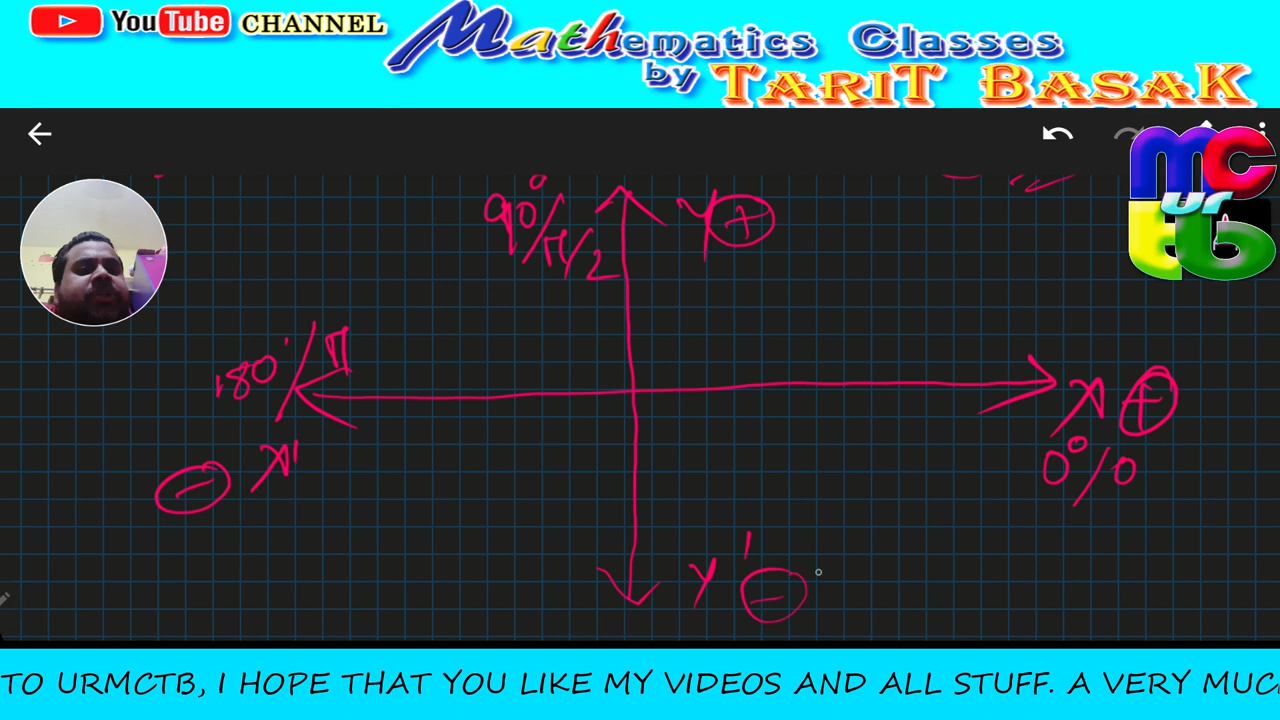 YouTube CHANNEL
Mathematics Classes
by TARIT BASAK
mc
ur
tb
90°/π/2
Y +
180°/π
X +
0°/0
- X'
Y' -
TO URMCTB, I HOPE THAT YOU LIKE MY VIDEOS AND ALL STUFF. A VERY MUC